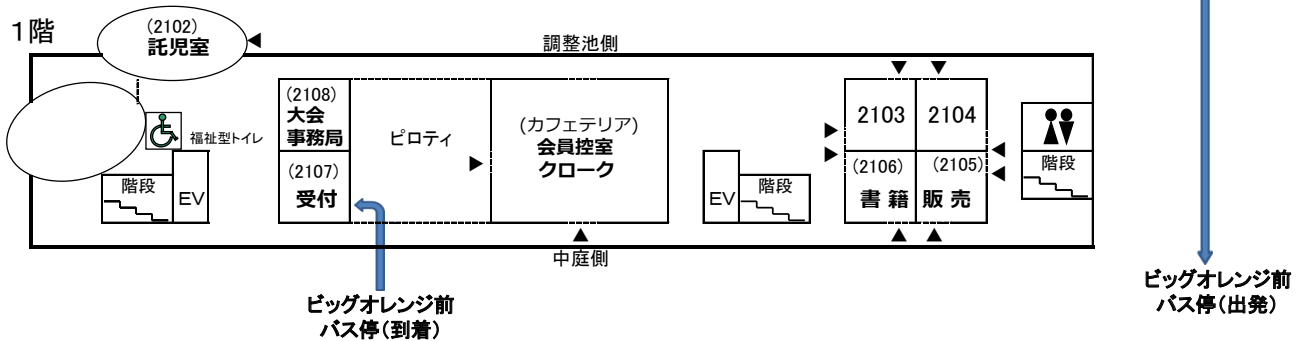 1階
(2102)
託児室
調整池側
福祉型トイレ
階段
EV
(2108)
大会
事務局
(2107)
受付
ピロティ
(カフェテリア)
会員控室
クローク
EV
階段
2103
2104
(2106)
(2105)
書籍 販売
階段
中庭側
ビッグオレンジ前
バス停(到着)
ビッグオレンジ前
バス停(出発)